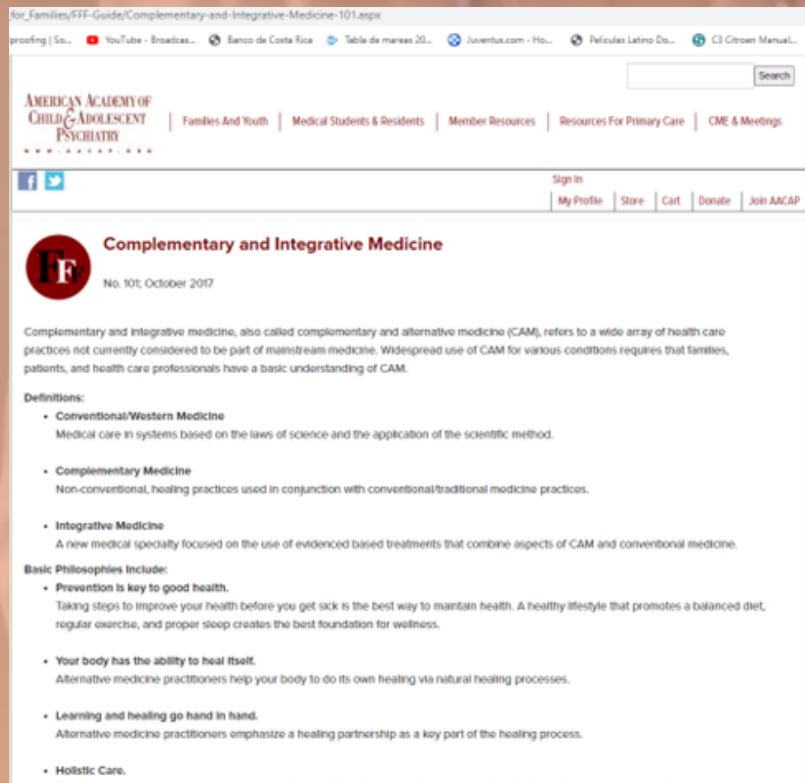 for_Families/FFF-Guide/Complementary-and-Integrative-Medicine-101.aspx
proofing | So... YouTube - Broadcas... Banco de Costa Rica Tabla de mareas 20... Juventus.com - Ho... Peliculas Latino Do... C3 Citroen Manual...
Search
AMERICAN ACADEMY OF
CHILD & ADOLESCENT
PSYCHIATRY
WWW.AACAP.ORG
Families And Youth | Medical Students & Residents | Member Resources | Resources For Primary Care | CME & Meetings
Sign In
My Profile | Store | Cart | Donate | Join AACAP
FFF
Complementary and Integrative Medicine
No. 101; October 2017
Complementary and integrative medicine, also called complementary and alternative medicine (CAM), refers to a wide array of health care
practices not currently considered to be part of mainstream medicine. Widespread use of CAM for various conditions requires that families,
patients, and health care professionals have a basic understanding of CAM.
Definitions:
• Conventional/Western Medicine
Medical care in systems based on the laws of science and the application of the scientific method.
• Complementary Medicine
Non-conventional, healing practices used in conjunction with conventional/traditional medicine practices.
• Integrative Medicine
A new medical specialty focused on the use of evidenced based treatments that combine aspects of CAM and conventional medicine.
Basic Philosophies Include:
• Prevention is key to good health.
Taking steps to improve your health before you get sick is the best way to maintain health. A healthy lifestyle that promotes a balanced diet,
regular exercise, and proper sleep creates the best foundation for wellness.
• Your body has the ability to heal itself.
Alternative medicine practitioners help your body to do its own healing via natural healing processes.
• Learning and healing go hand in hand.
Alternative medicine practitioners emphasize a healing partnership as a key part of the healing process.
• Holistic Care.